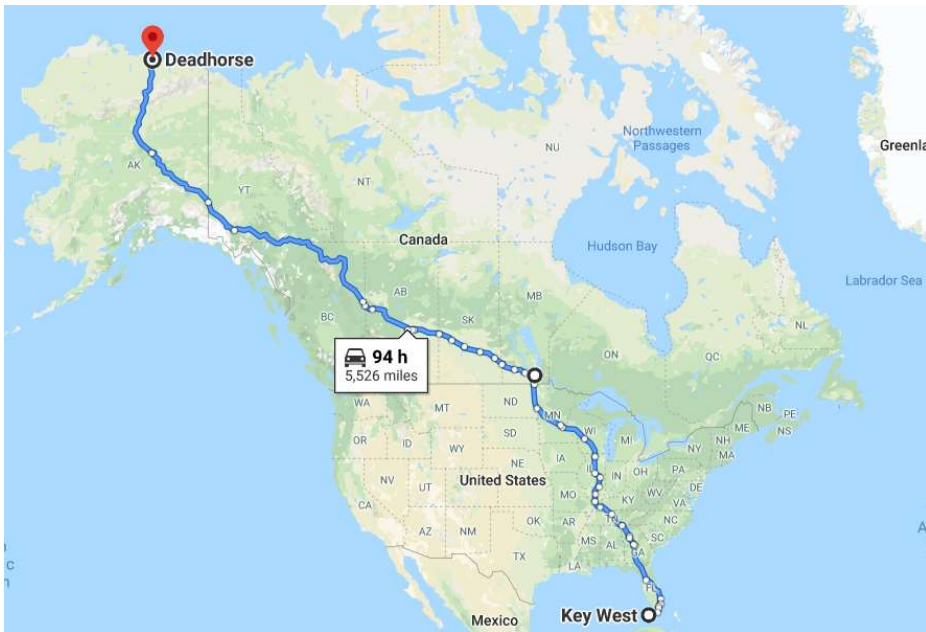 Deadhorse
NU
Northwestern
Passages
Greenla
AK
YT
NT
Canada
Hudson Bay
Labrador Sea
BC
AB
SK
MB
ON
QC
NL
94 h
5,526 miles
WA
MT
ND
MN
NB
PE
NS
ME
OR
ID
WY
SD
WI
MI
NY
NH
MA
NV
UT
NE
IA
IL
IN
OH
PA
United States
CA
MO
KY
WV
VA
DE
AZ
NM
OK
AR
TN
NC
SC
TX
MS
AL
GA
LA
FL
Key West
Mexico
A
c